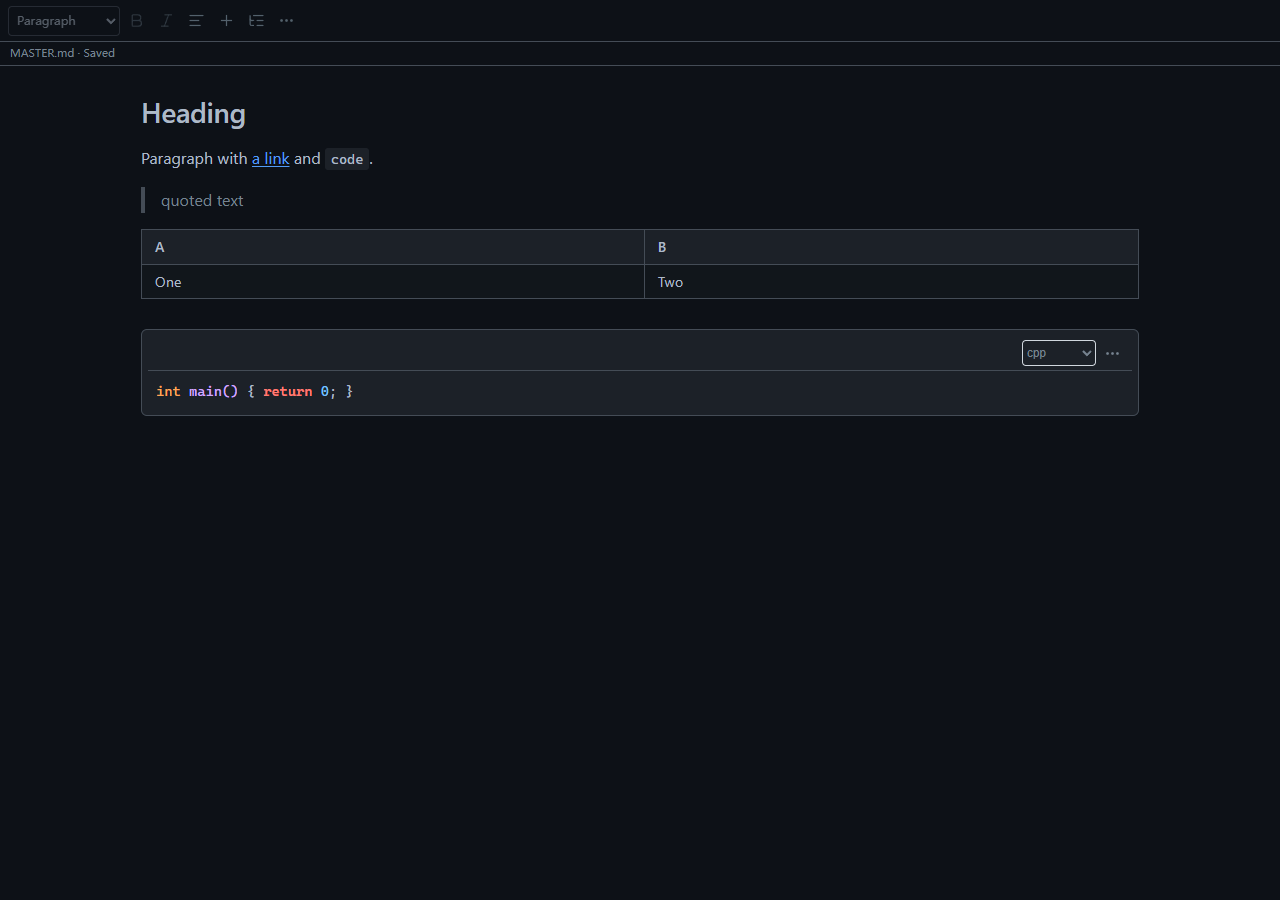 Paragraph
MASTER.md · Saved
Heading
Paragraph with a link and code.
quoted text
A B
One Two
cpp
int main() { return 0; }